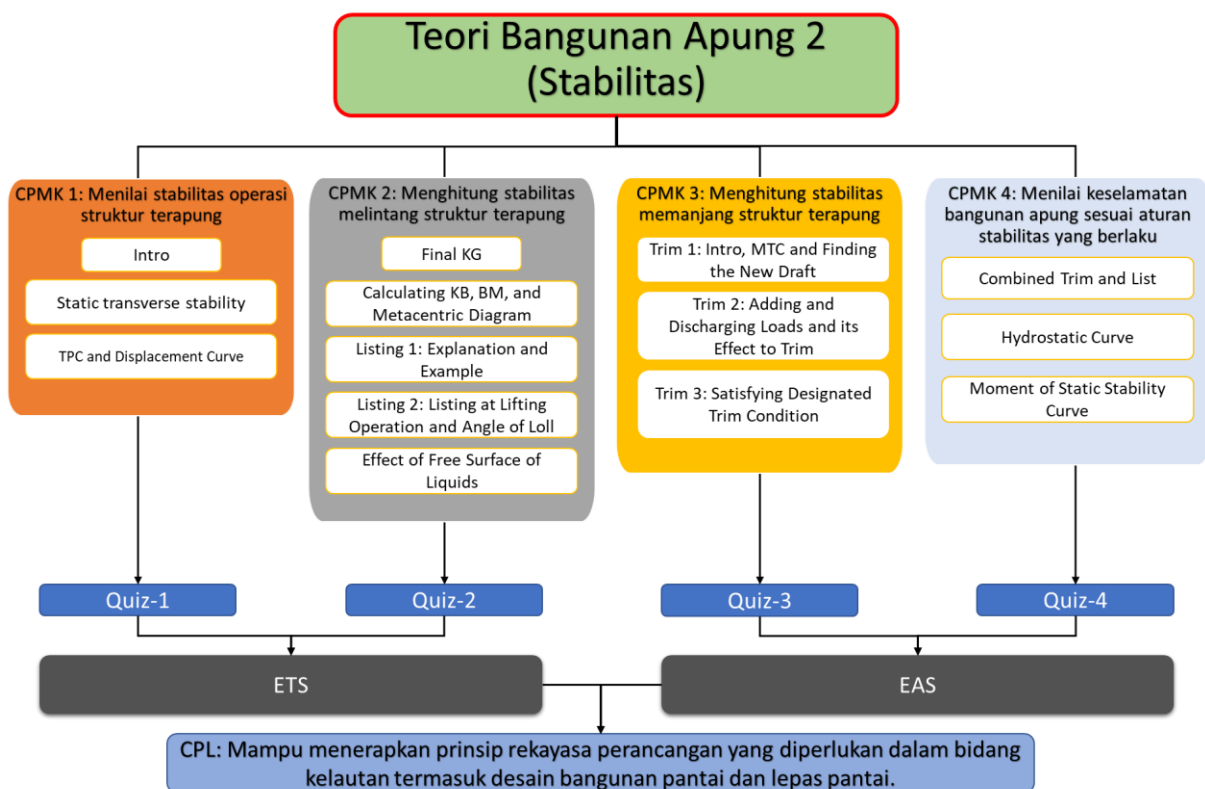 Teori Bangunan Apung 2
(Stabilitas)
CPMK 1: Menilai stabilitas operasi
struktur terapung
Intro
Static transverse stability
TPC and Displacement Curve
CPMK 2: Menghitung stabilitas
melintang struktur terapung
Final KG
Calculating KB, BM, and
Metacentric Diagram
Listing 1: Explanation and
Example
Listing 2: Listing at Lifting
Operation and Angle of Loll
Effect of Free Surface of
Liquids
CPMK 3: Menghitung stabilitas
memanjang struktur terapung
Trim 1: Intro, MTC and Finding
the New Draft
Trim 2: Adding and
Discharging Loads and its
Effect to Trim
Trim 3: Satisfying Designated
Trim Condition
CPMK 4: Menilai keselamatan
bangunan apung sesuai aturan
stabilitas yang berlaku
Combined Trim and List
Hydrostatic Curve
Moment of Static Stability
Curve
Quiz-1
Quiz-2
Quiz-3
Quiz-4
ETS
EAS
CPL: Mampu menerapkan prinsip rekayasa perancangan yang diperlukan dalam bidang
kelautan termasuk desain bangunan pantai dan lepas pantai.